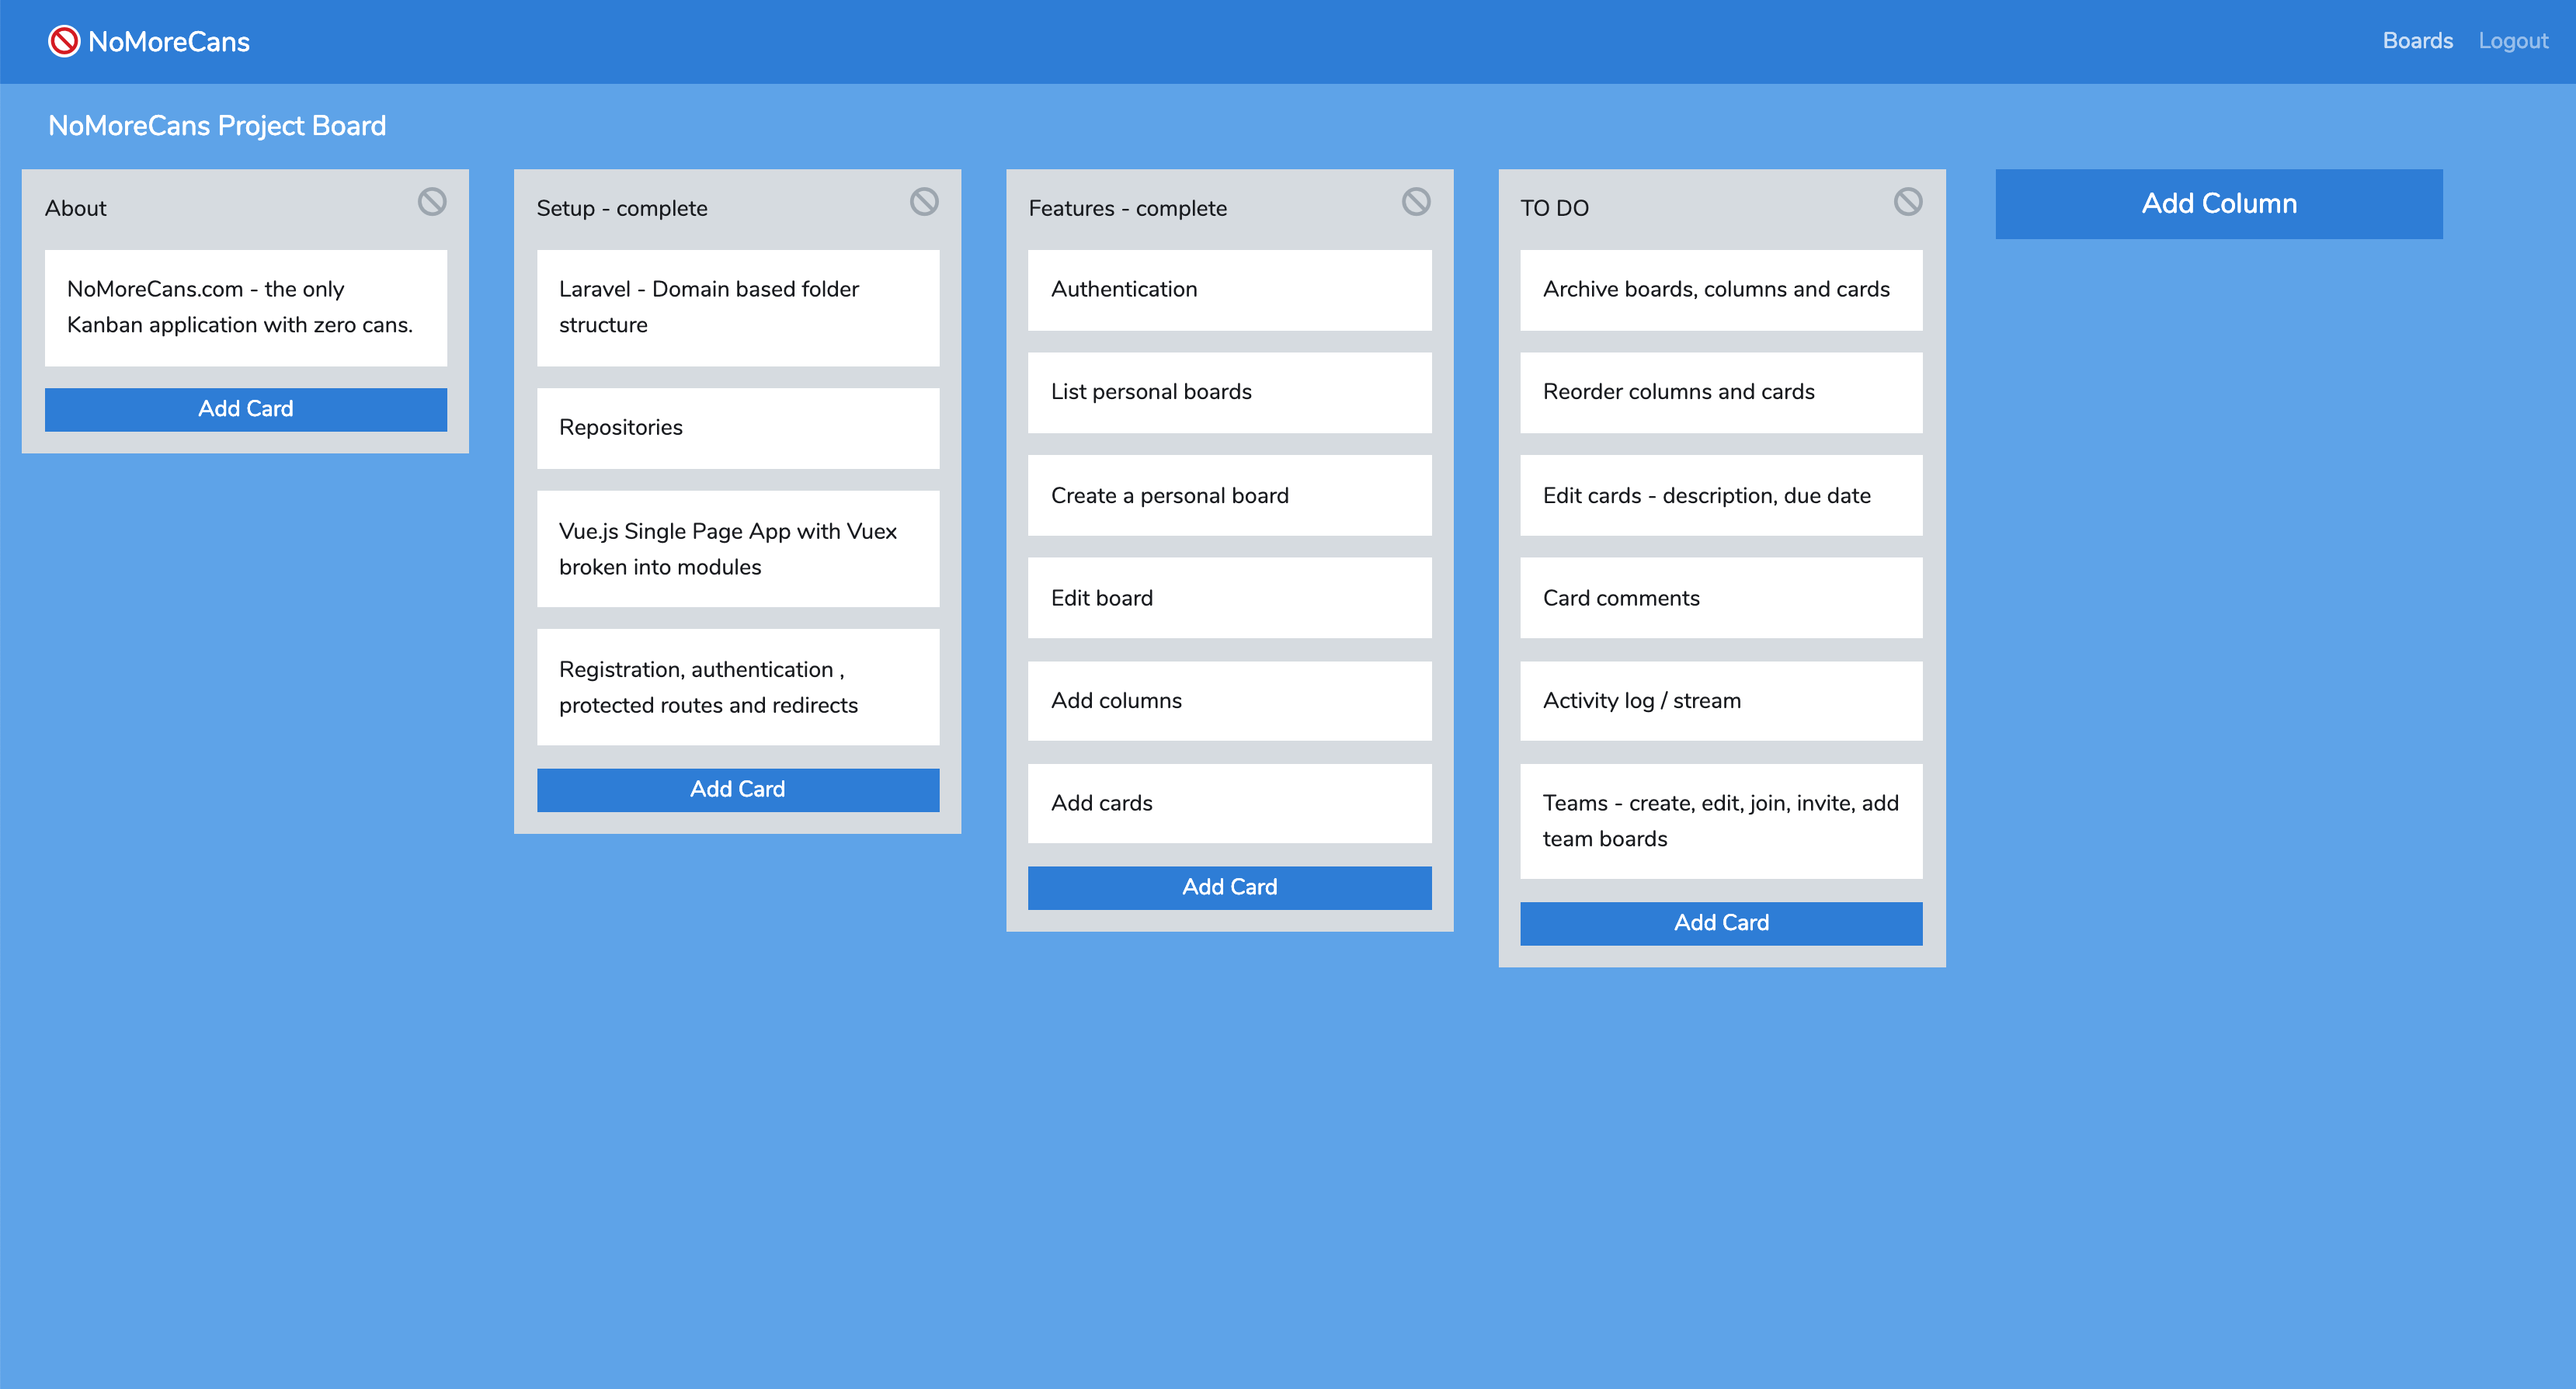 NoMoreCans
Boards
Logout
NoMoreCans Project Board
About
NoMoreCans.com - the only
Kanban application with zero cans.
Add Card
Setup - complete
Laravel - Domain based folder
structure
Repositories
Vue.js Single Page App with Vuex
broken into modules
Registration, authentication ,
protected routes and redirects
Add Card
Features - complete
Authentication
List personal boards
Create a personal board
Edit board
Add columns
Add cards
Add Card
TO DO
Archive boards, columns and cards
Reorder columns and cards
Edit cards - description, due date
Card comments
Activity log / stream
Teams - create, edit, join, invite, add
team boards
Add Card
Add Column